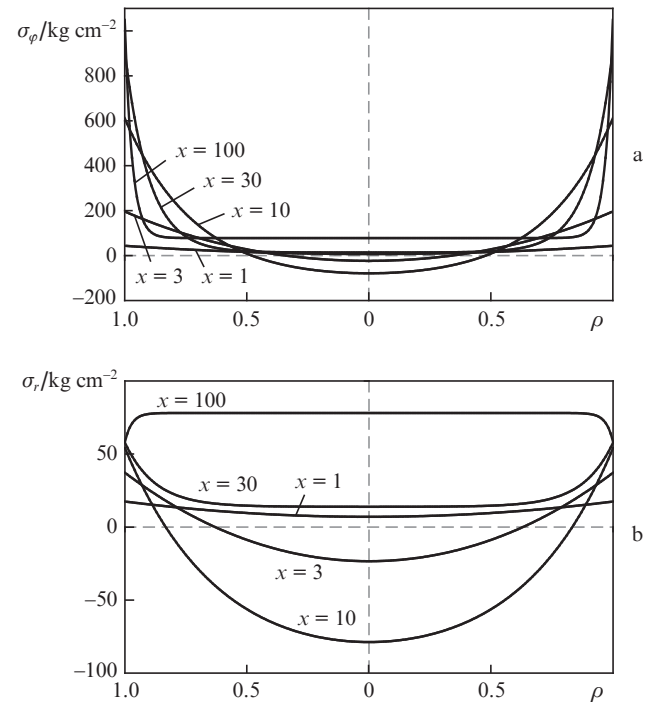 σφ/kg cm−2
800
600
400
200
0
−200
x = 100
x = 30
x = 10
x = 3
x = 1
a
1.0 0.5 0 0.5 ρ
σr/kg cm−2
50
0
−50
−100
x = 100
x = 30
x = 1
x = 3
x = 10
b
1.0 0.5 0 0.5 ρ